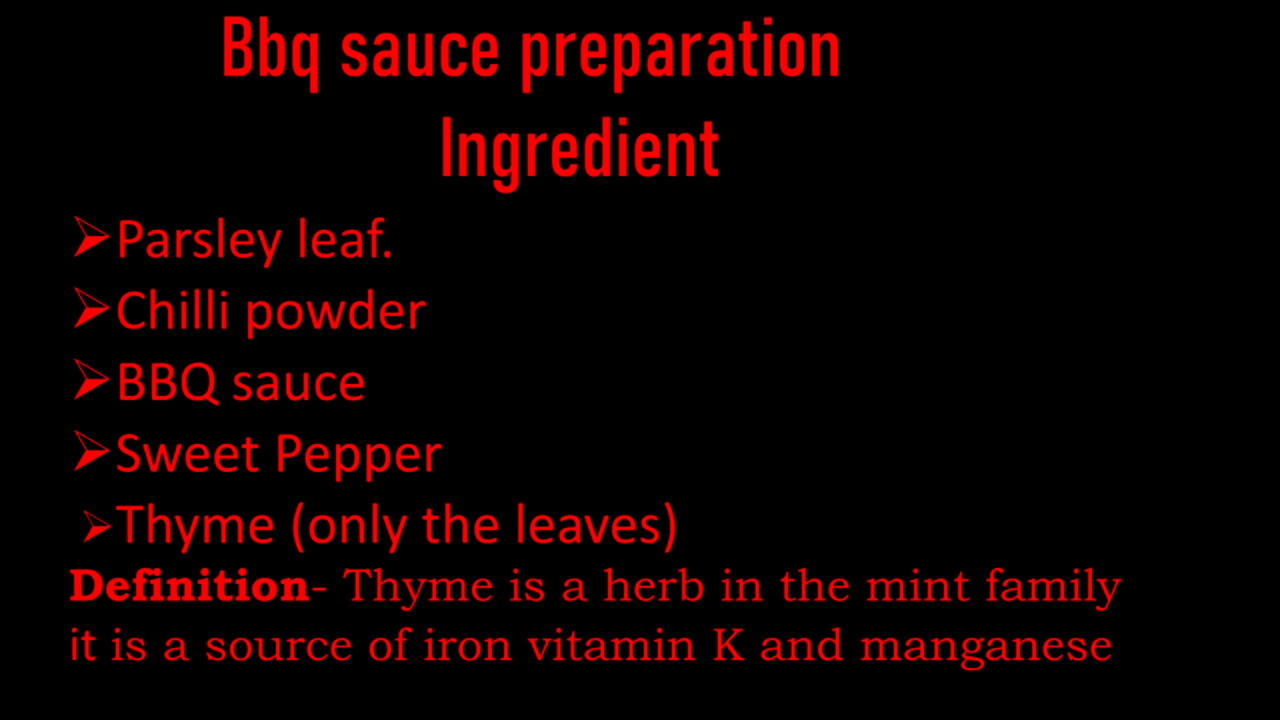 Bbq sauce preparation
Ingredient
➢Parsley leaf.
➢Chilli powder
➢BBQ sauce
➢Sweet Pepper
➢Thyme (only the leaves)
Definition- Thyme is a herb in the mint family
it is a source of iron vitamin K and manganese